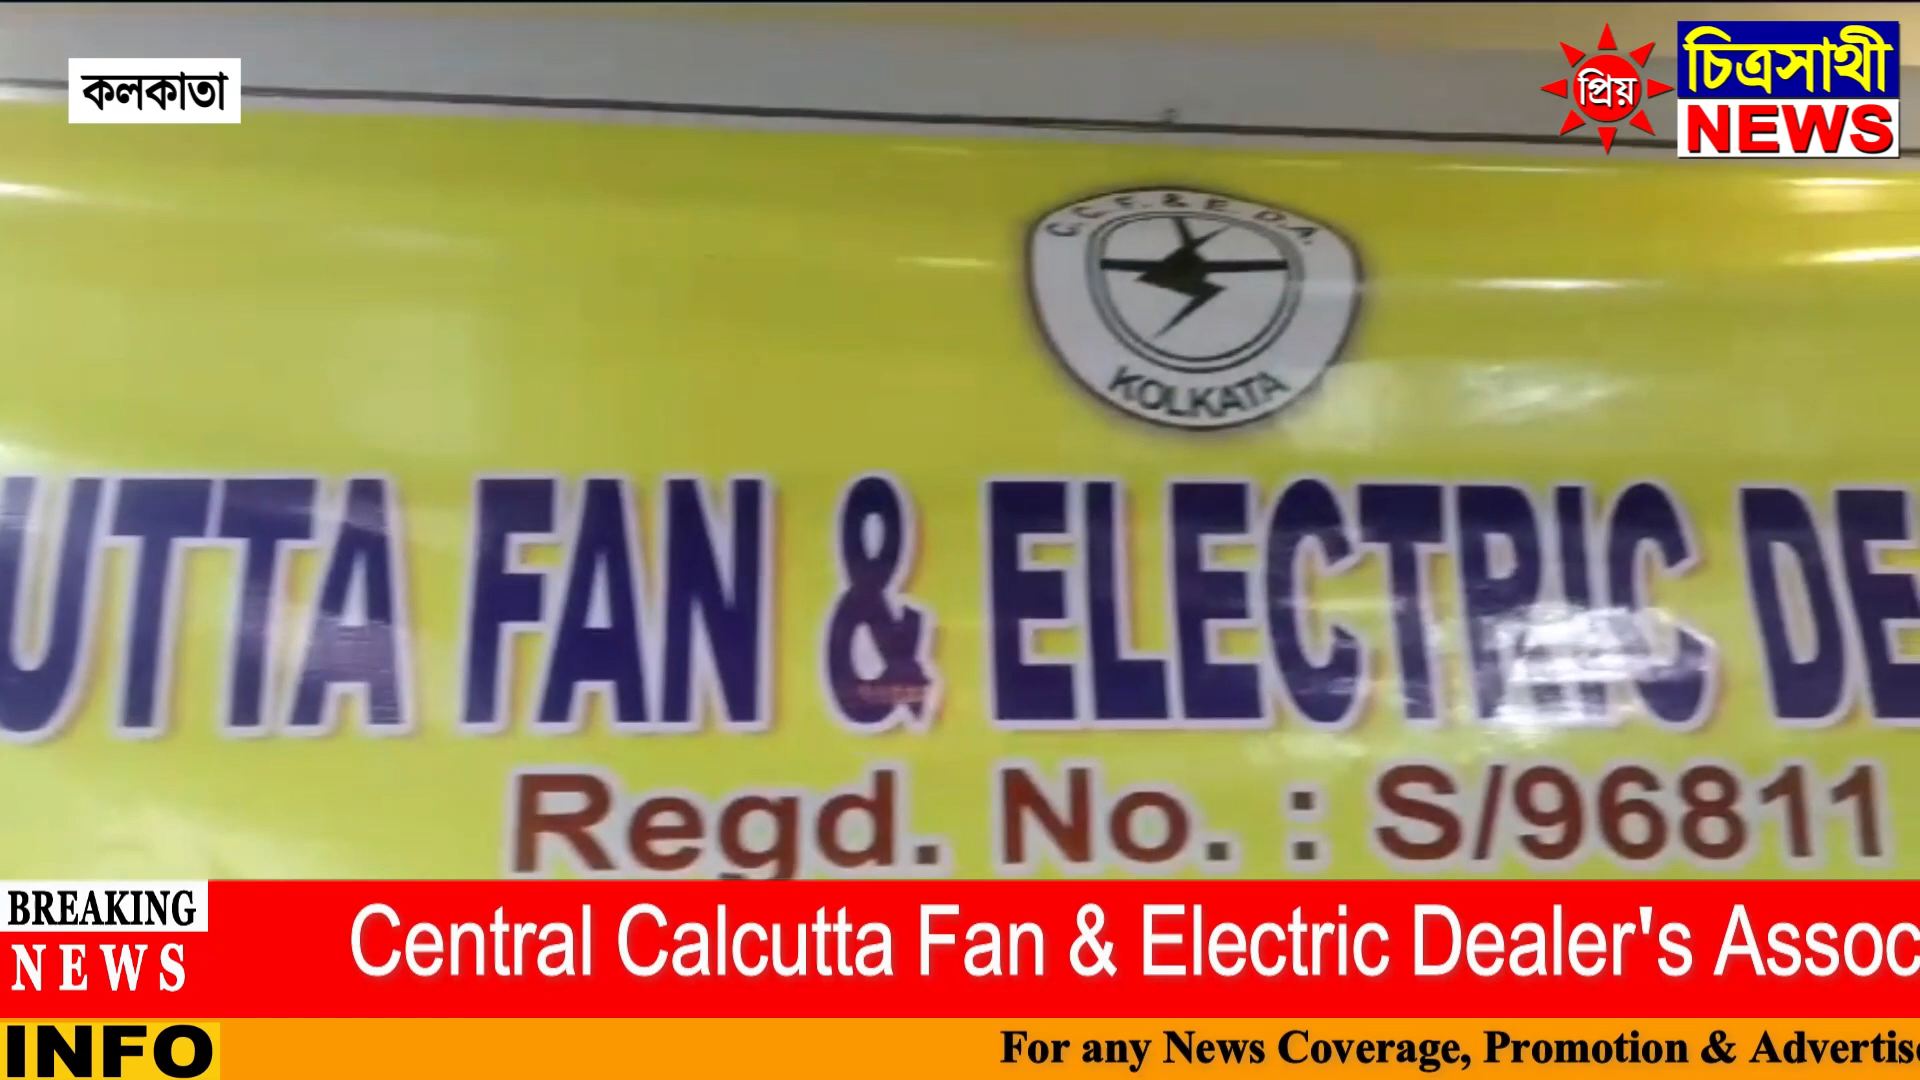 কলকাতা
প্রিয়
চিত্রসাথী
NEWS
C. C. F. & E. D. A.
KOLKATA
UTTA FAN & ELECTRIC DE
Regd. No. : S/96811
BREAKING
NEWS
Central Calcutta Fan & Electric Dealer's Assoc
INFO
For any News Coverage, Promotion & Advertis